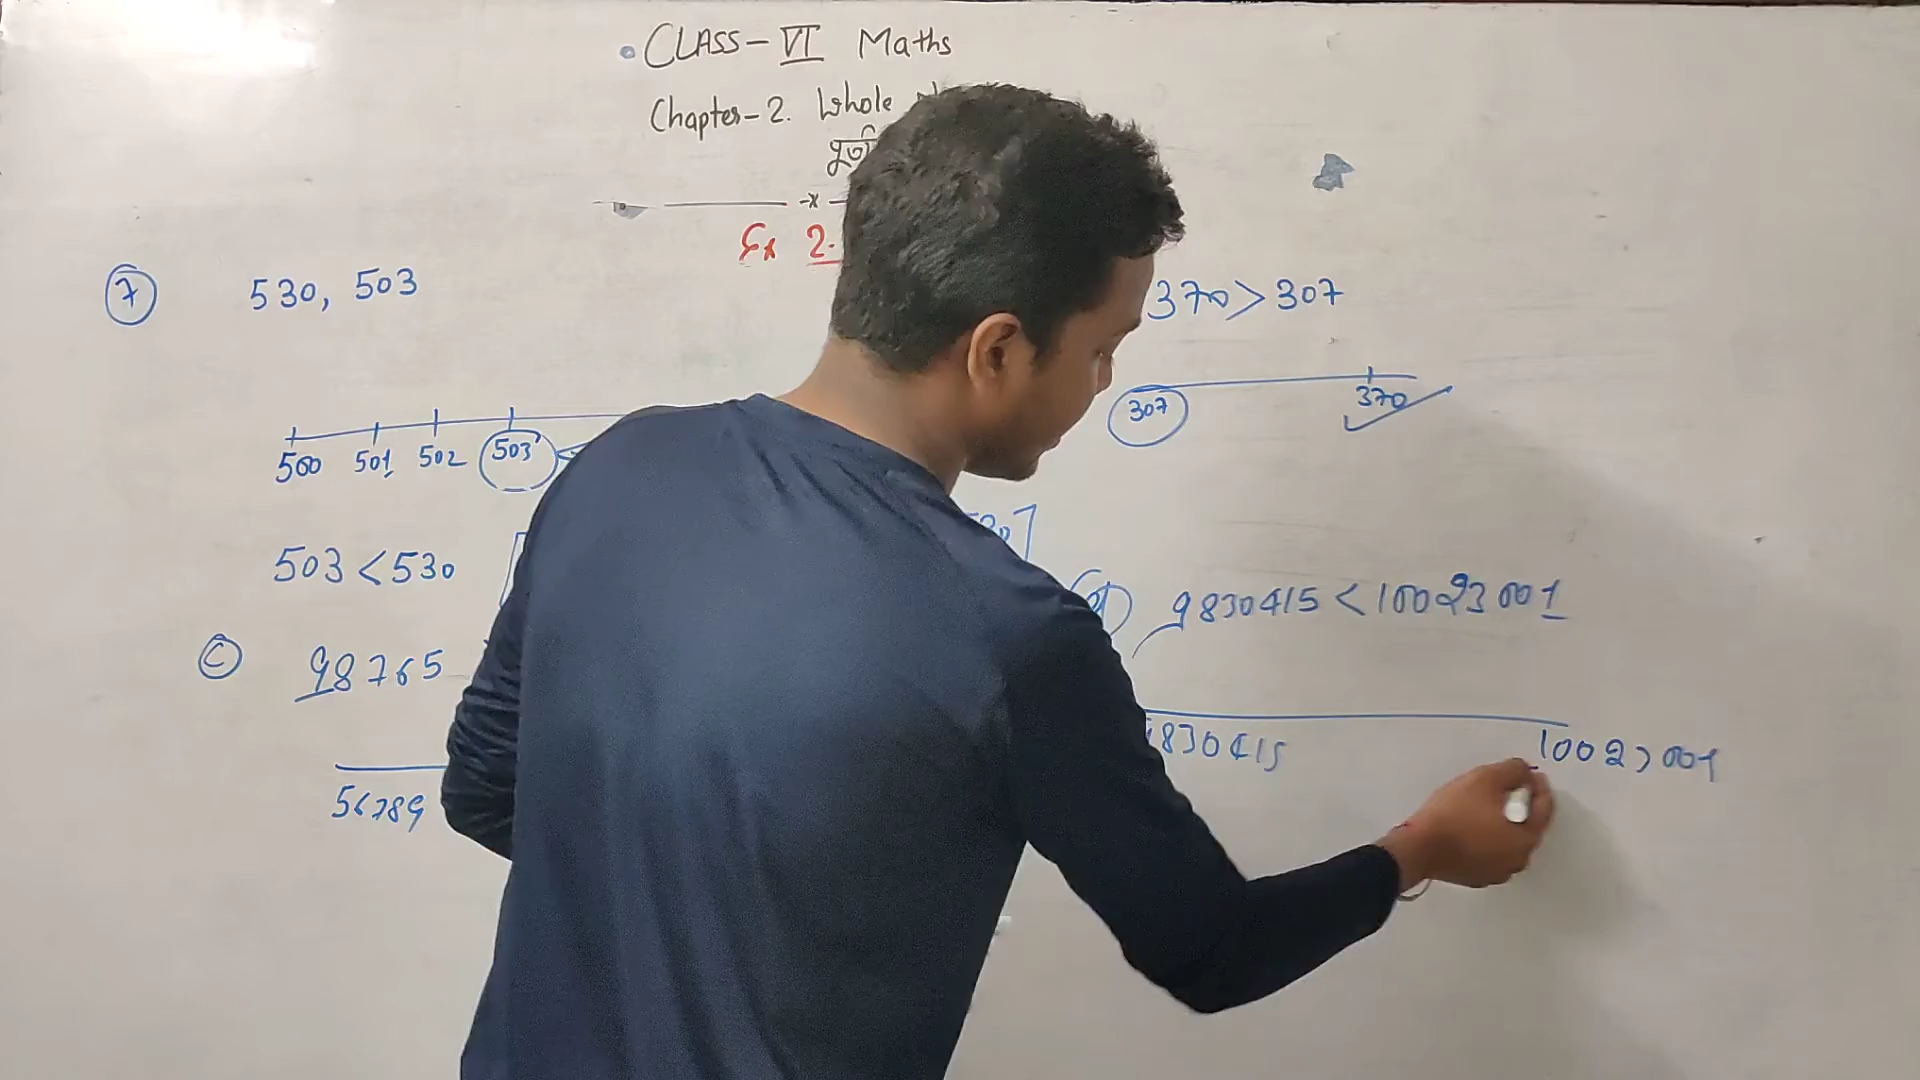 CLASS-VI Maths
Chapter-2. Whole
Ex 2.
7 530, 503
500 501 502 503
503 < 530
C 98765
56789
370 > 307
307 370
9830415 < 10023001
830415 10023001